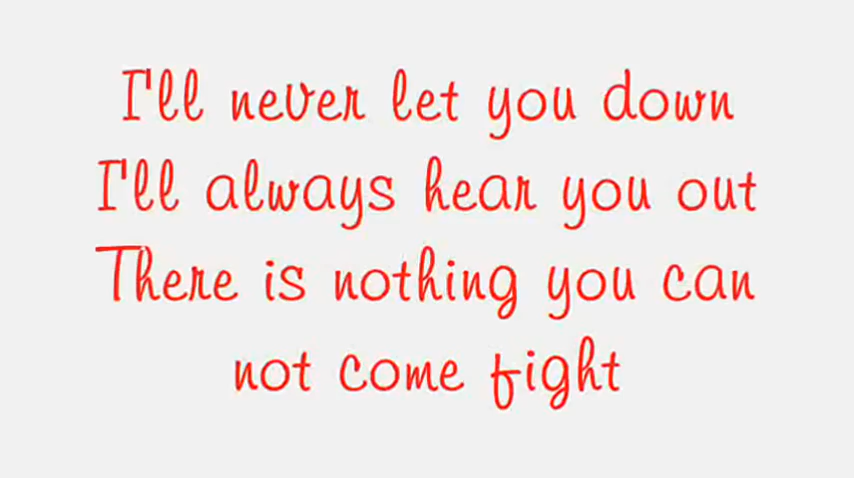 I'll never let you down
I'll always hear you out
There is nothing you can
not come fight